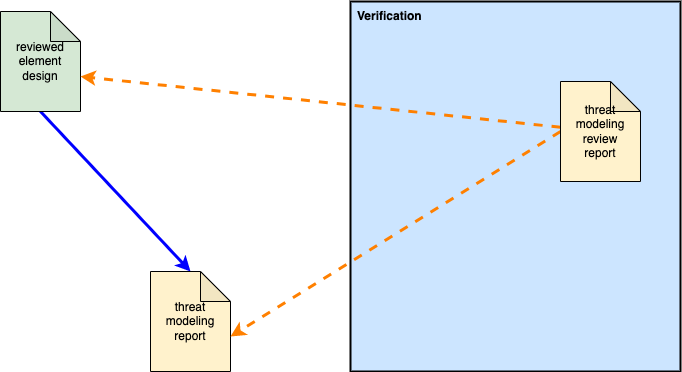 Verification
reviewed
element
design
threat
modeling
review
report
threat
modeling
report